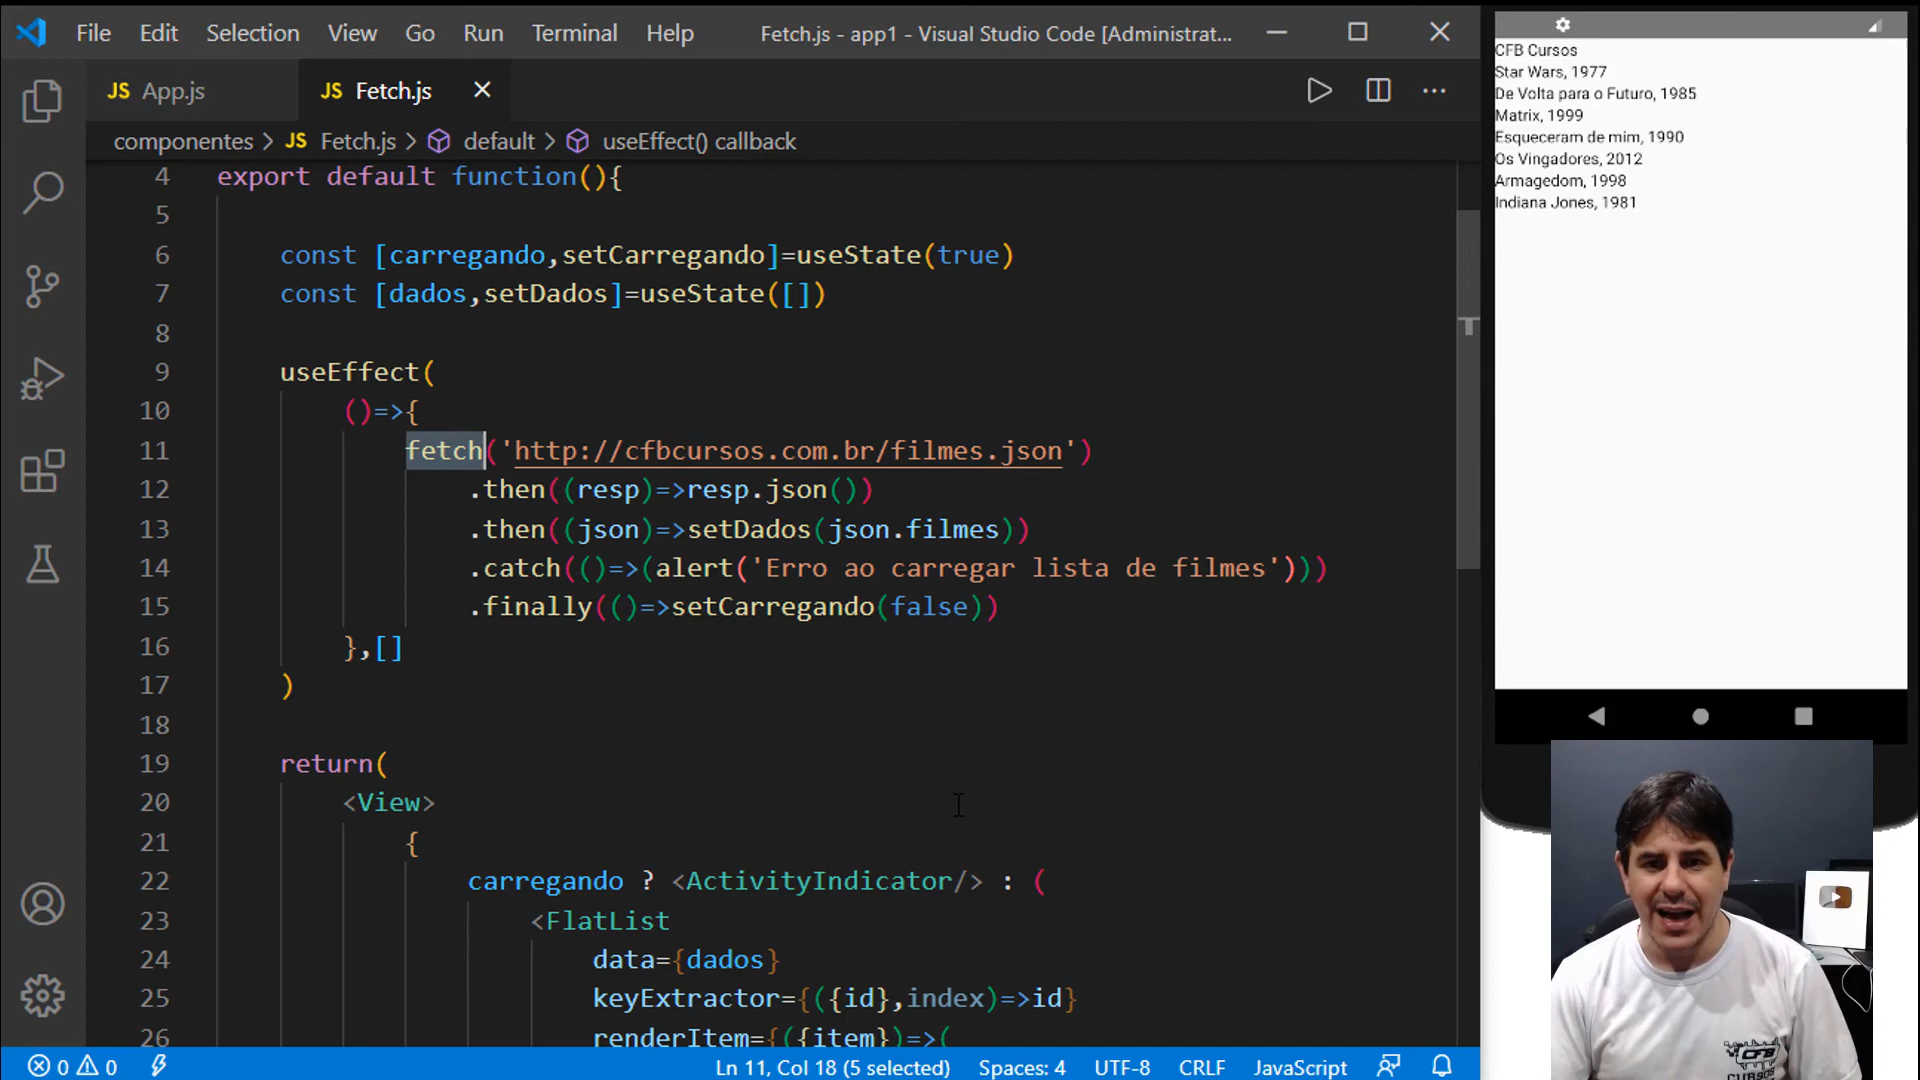 File Edit Selection View Go Run Terminal Help Fetch.js - app1 - Visual Studio Code [Administrat...
JS App.js JS Fetch.js
componentes > JS Fetch.js > default > useEffect() callback
4 export default function(){
5
6 const [carregando,setCarregando]=useState(true)
7 const [dados,setDados]=useState([])
8
9 useEffect(
10 ()=>{
11 fetch('http://cfbcursos.com.br/filmes.json')
12 .then((resp)=>resp.json())
13 .then((json)=>setDados(json.filmes))
14 .catch(()=>(alert('Erro ao carregar lista de filmes')))
15 .finally(()=>setCarregando(false))
16 },[]
17 )
18
19 return(
20 <View>
21 {
22 carregando ? <ActivityIndicator/> : (
23 <FlatList
24 data={dados}
25 keyExtractor={({id},index)=>id}
26 renderItem={({item})=>(
0 0 Ln 11, Col 18 (5 selected) Spaces: 4 UTF-8 CRLF JavaScript
CFB Cursos
Star Wars, 1977
De Volta para o Futuro, 1985
Matrix, 1999
Esqueceram de mim, 1990
Os Vingadores, 2012
Armagedom, 1998
Indiana Jones, 1981
CFB
CURSOS